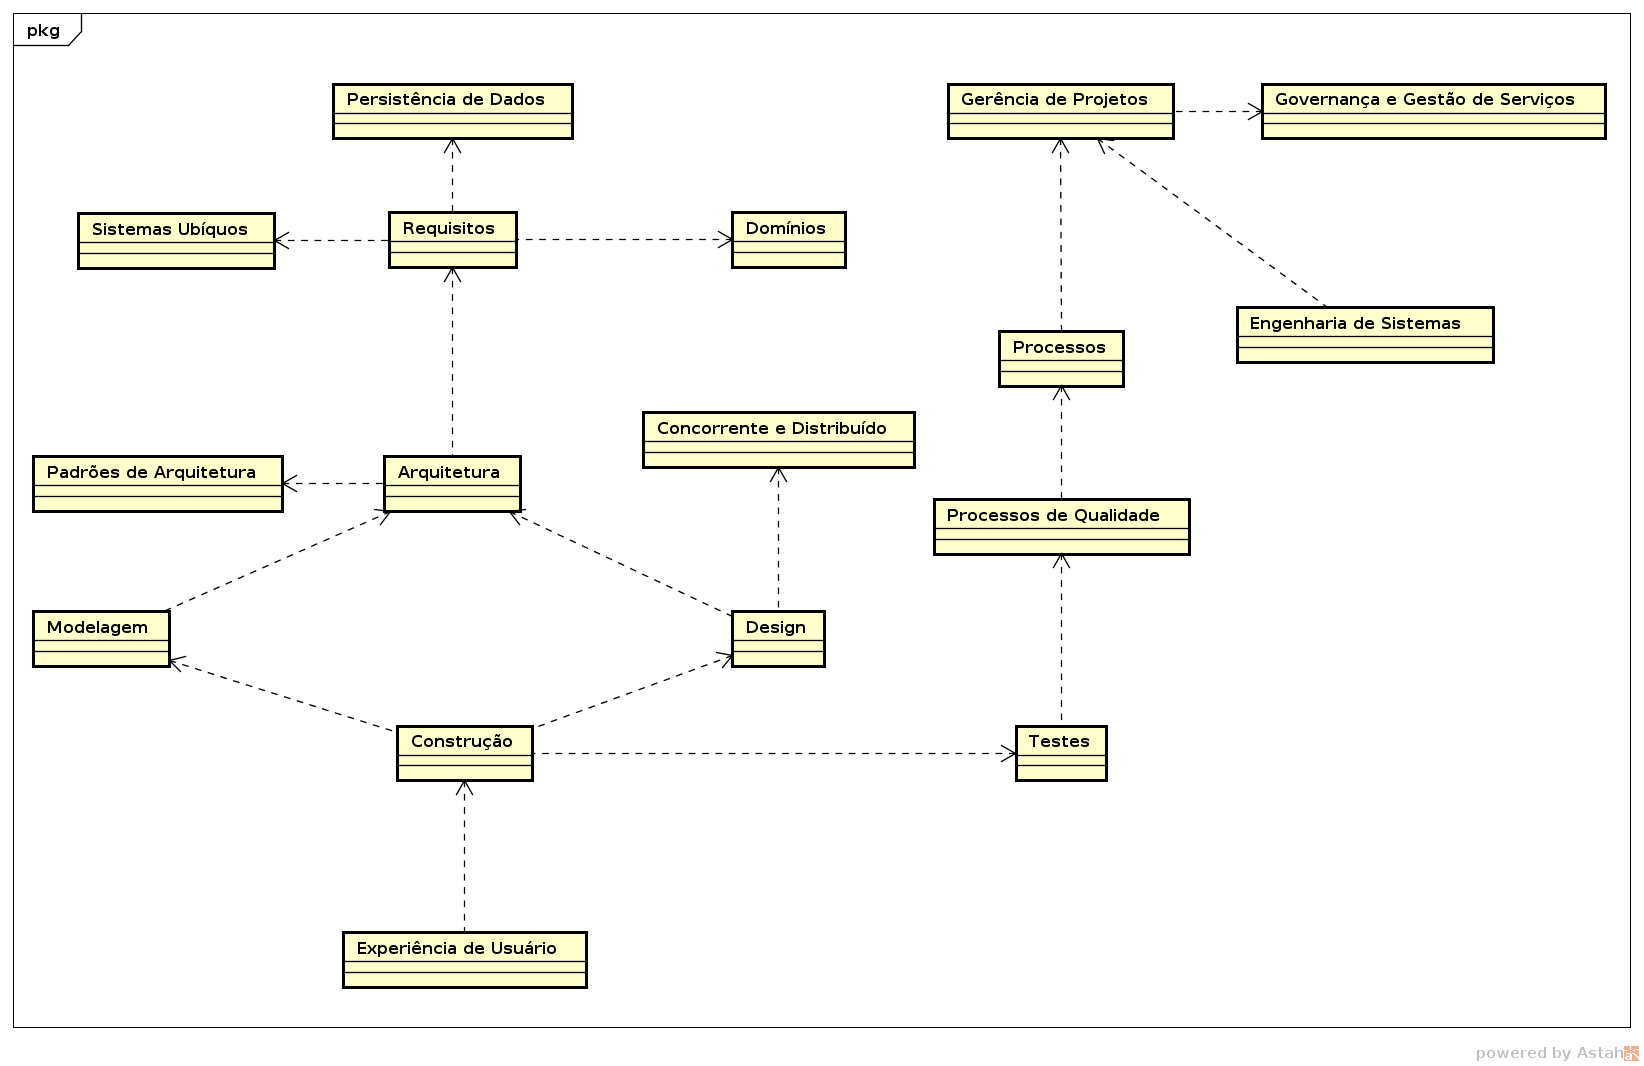 pkg
Persistência de Dados
Gerência de Projetos
Governança e Gestão de Serviços
Sistemas Ubíquos
Requisitos
Domínios
Engenharia de Sistemas
Processos
Concorrente e Distribuído
Padrões de Arquitetura
Arquitetura
Processos de Qualidade
Modelagem
Design
Construção
Testes
Experiência de Usuário
powered by Astah